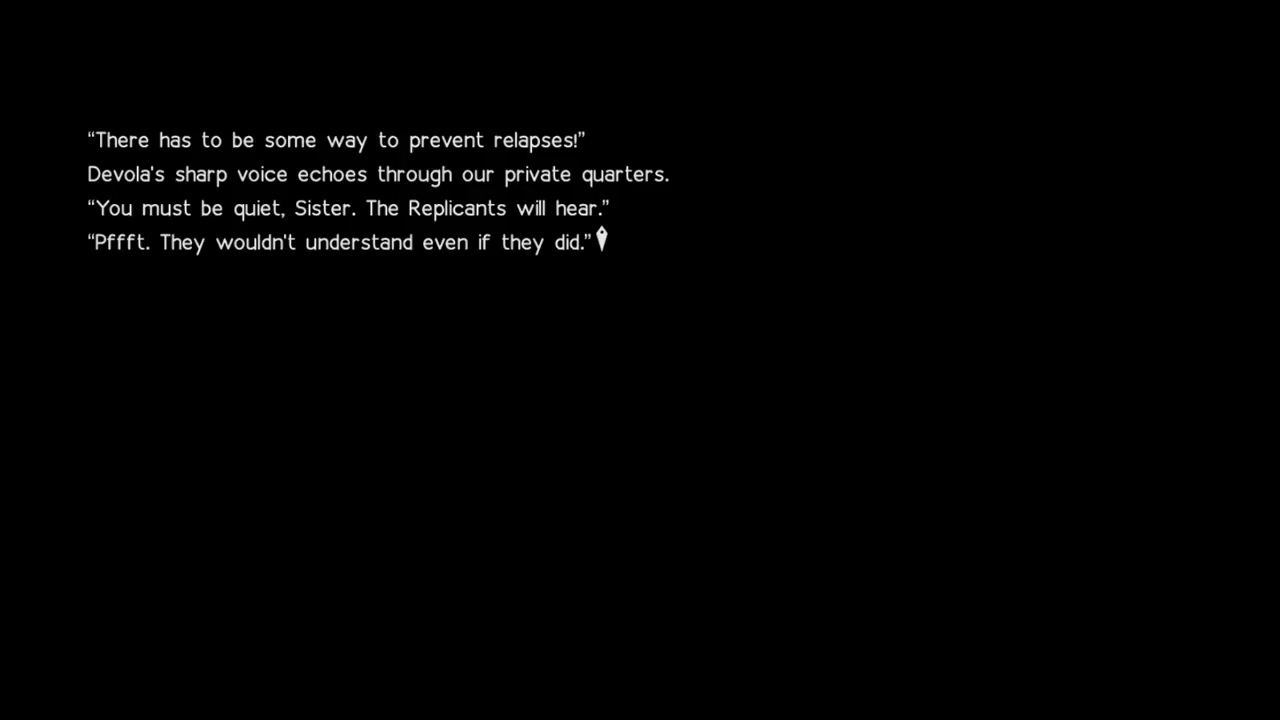 “There has to be some way to prevent relapses!”
Devola's sharp voice echoes through our private quarters.
“You must be quiet, Sister. The Replicants will hear.”
“Pffft. They wouldn't understand even if they did.”